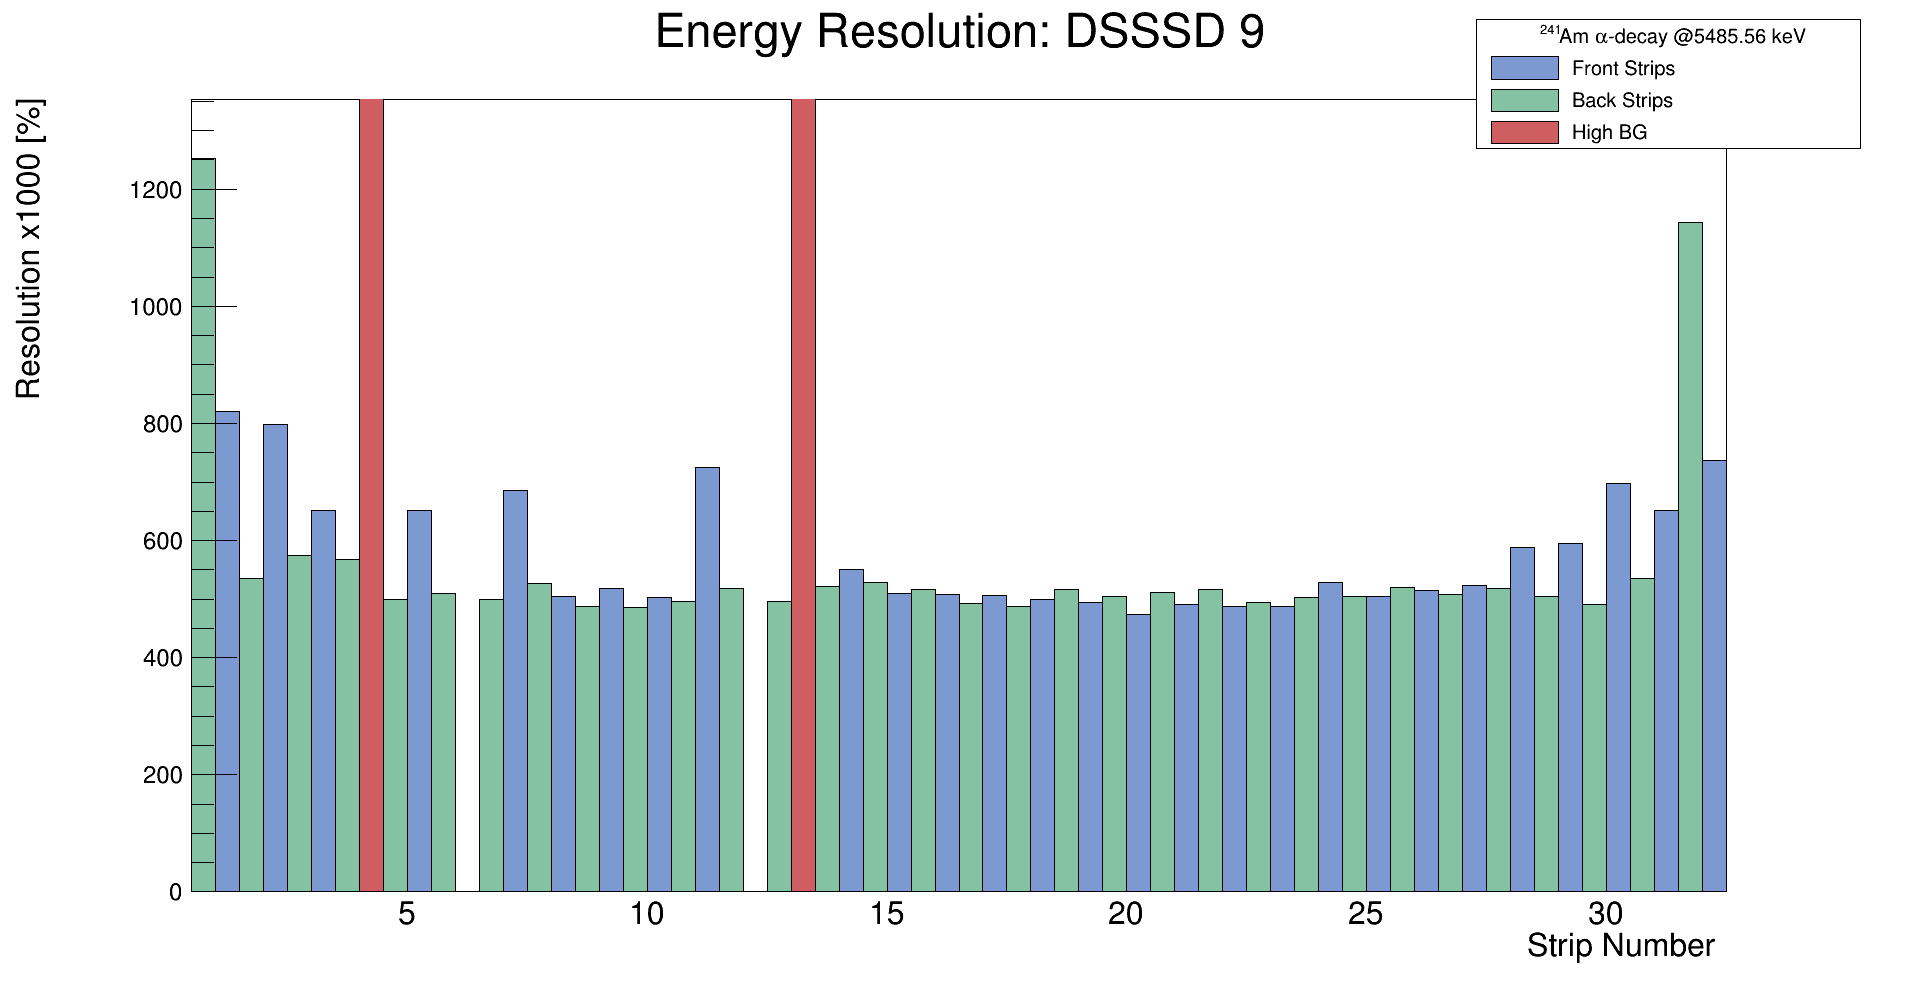 Energy Resolution: DSSSD 9
²⁴¹Am α-decay @5485.56 keV
Front Strips
Back Strips
High BG
Resolution x1000 [%]
1200
1000
800
600
400
200
0
5 10 15 20 25 30
Strip Number